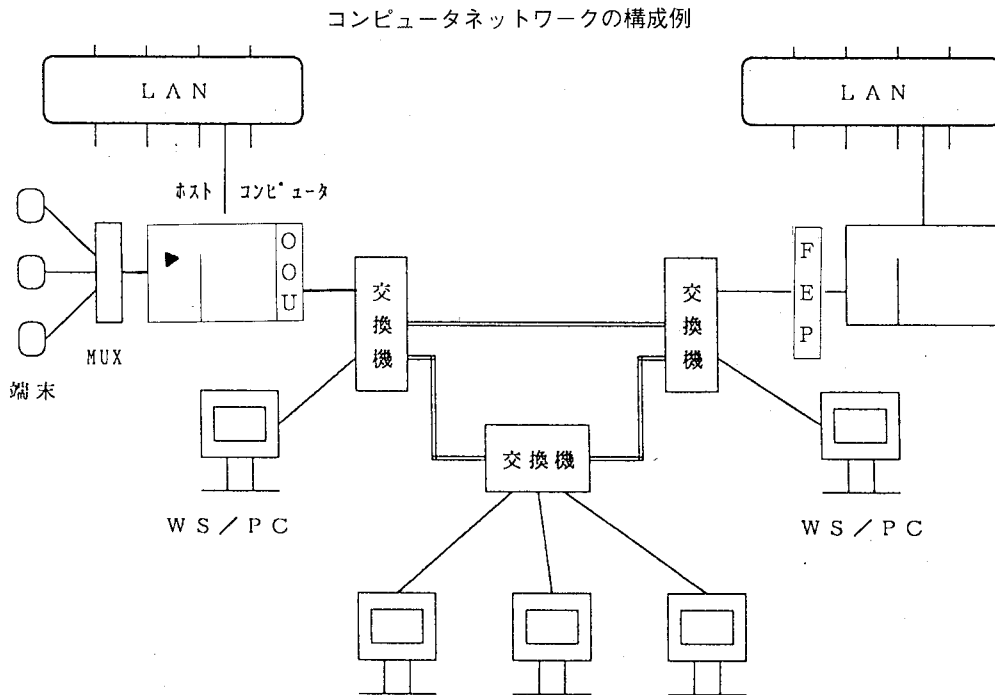 コンピュータネットワークの構成例
LAN
LAN
ホスト コンピュータ
OOU
FEP
交換機
交換機
MUX
端末
交換機
WS/PC
WS/PC